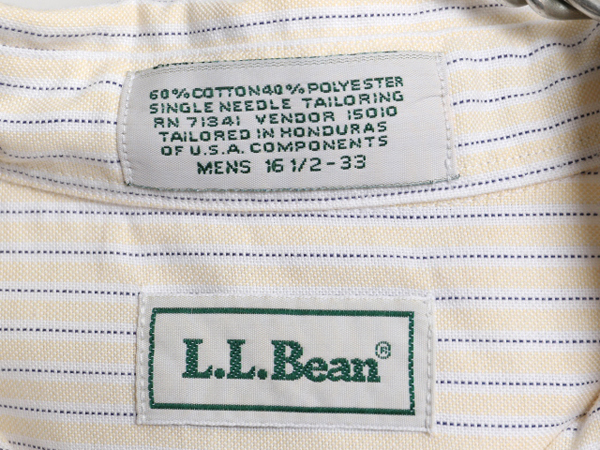 60% COTTON 40% POLYESTER
SINGLE NEEDLE TAILORING
RN 71341 VENDOR 15010
TAILORED IN HONDURAS
OF U.S.A. COMPONENTS
MENS 16 1/2-33
L.L.Bean®